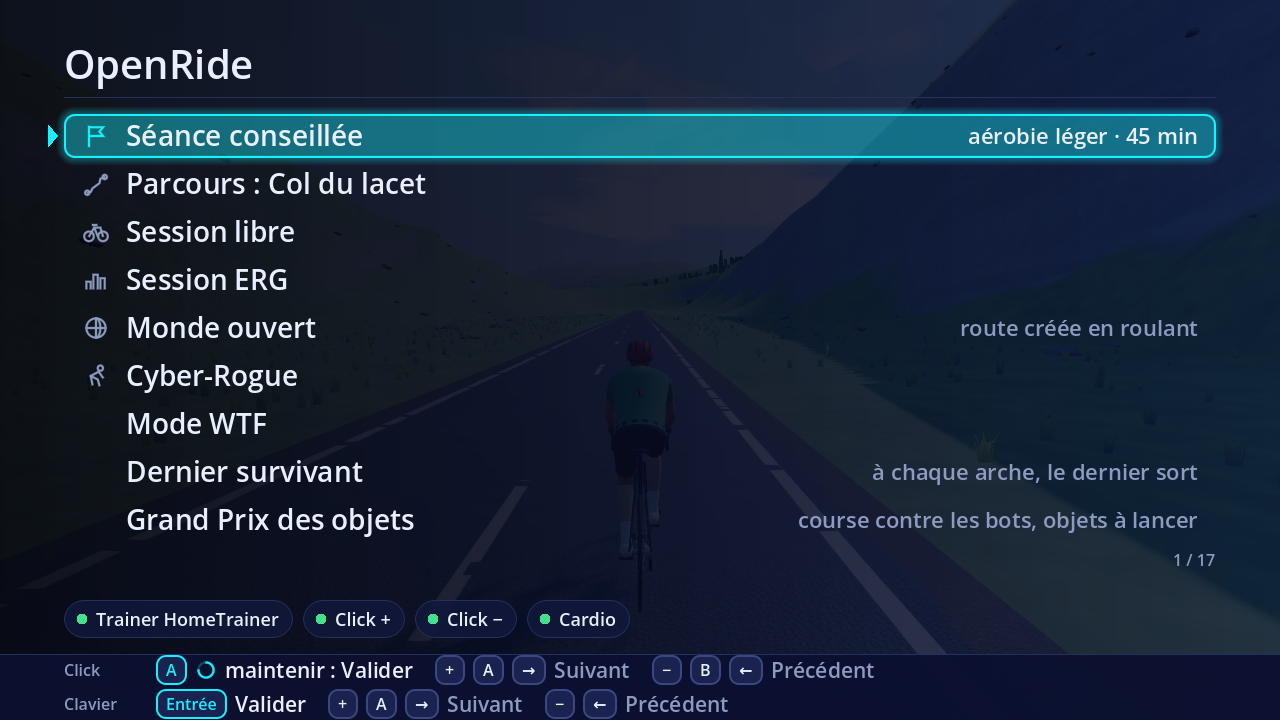 OpenRide
Séance conseillée aérobie léger · 45 min
Parcours : Col du lacet
Session libre
Session ERG
Monde ouvert route créée en roulant
Cyber-Rogue
Mode WTF
Dernier survivant à chaque arche, le dernier sort
Grand Prix des objets course contre les bots, objets à lancer
1 / 17
Trainer HomeTrainer Click + Click − Cardio
Click A maintenir : Valider + A → Suivant − B ← Précédent
Clavier Entrée Valider + A → Suivant − ← Précédent